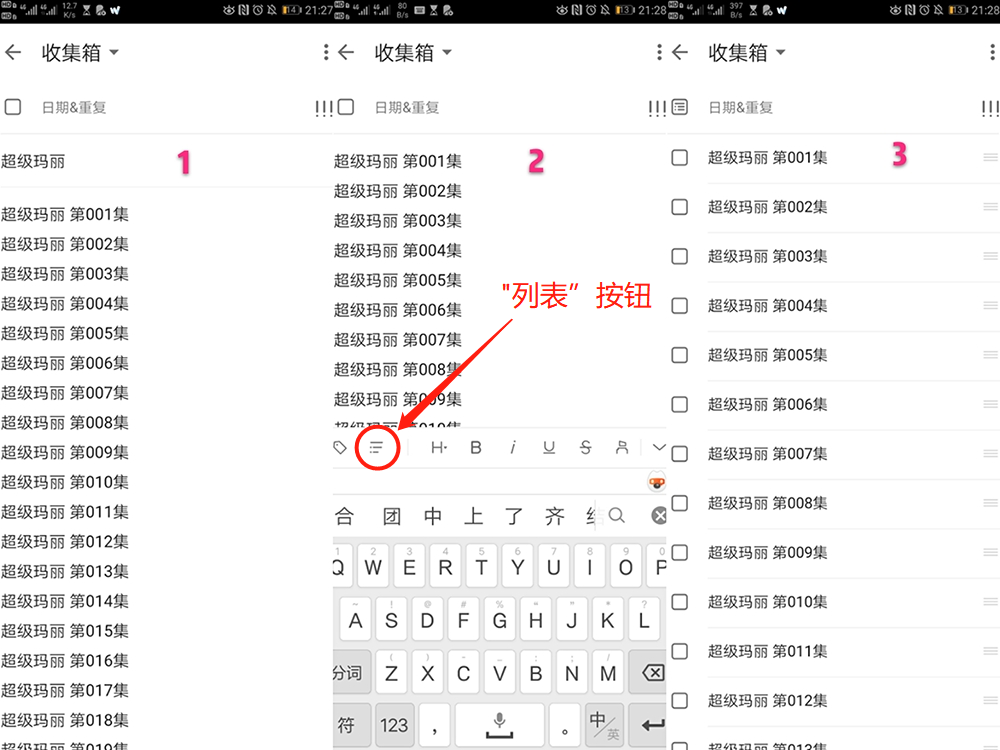 12.7 K/s 14 21:27
收集箱
日期&重复 !!!
1
超级玛丽
超级玛丽 第001集
超级玛丽 第002集
超级玛丽 第003集
超级玛丽 第004集
超级玛丽 第005集
超级玛丽 第006集
超级玛丽 第007集
超级玛丽 第008集
超级玛丽 第009集
超级玛丽 第010集
超级玛丽 第011集
超级玛丽 第012集
超级玛丽 第013集
超级玛丽 第014集
超级玛丽 第015集
超级玛丽 第016集
超级玛丽 第017集
超级玛丽 第018集
超级玛丽 第019集
80 B/s 13 21:28
收集箱
日期&重复 !!!
2
超级玛丽 第001集
超级玛丽 第002集
超级玛丽 第003集
超级玛丽 第004集
超级玛丽 第005集
超级玛丽 第006集
超级玛丽 第007集
超级玛丽 第008集
超级玛丽 第009集
超级玛丽 第010集
"列表” 按钮
H B i U S
合 团 中 上 了 齐
1 2 3 4 5 6 7 8 9 0
Q W E R T Y U I O P
A S D F G H J K L
分词 Z X C V B N M
符 123 , 。 中/英
397 B/s 13 21:28
收集箱
日期&重复 !!!
3
超级玛丽 第001集
超级玛丽 第002集
超级玛丽 第003集
超级玛丽 第004集
超级玛丽 第005集
超级玛丽 第006集
超级玛丽 第007集
超级玛丽 第008集
超级玛丽 第009集
超级玛丽 第010集
超级玛丽 第011集
超级玛丽 第012集
超级玛丽 第013集